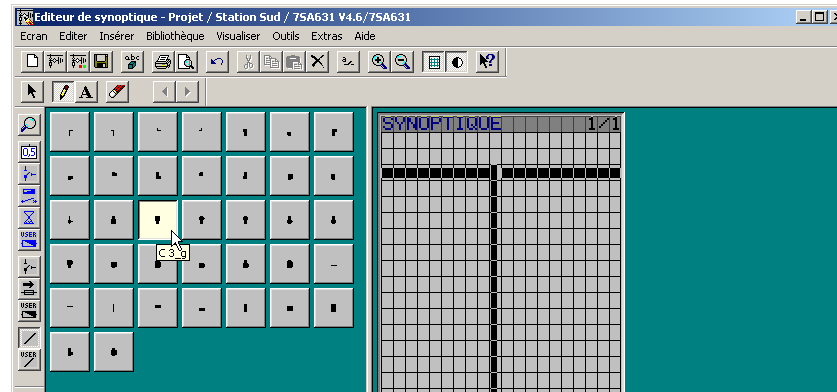 Editeur de synoptique - Projet / Station Sud / 7SA631 V4.6/7SA631
Ecran Editer Insérer Bibliothèque Visualiser Outils Extras Aide
abc
A
SYNOPTIQUE 1/1
0,5
USER
C 3_g
USER
USER